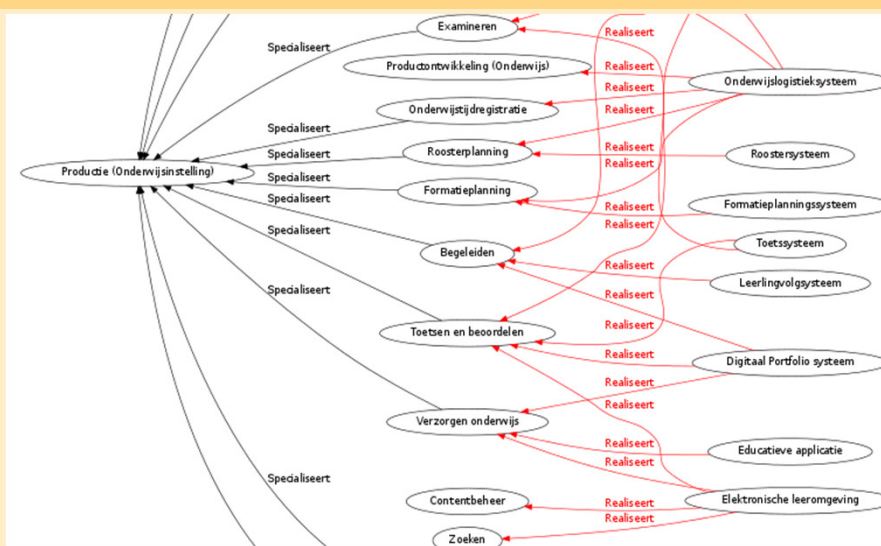 Examineren
Realiseert
Specialiseert
Productontwikkeling (Onderwijs)
Realiseert
Onderwijslogistieksysteem
Realiseert
Onderwijstijdregistratie
Realiseert
Specialiseert
Roosterplanning
Realiseert
Roostersysteem
Specialiseert
Realiseert
Productie (Onderwijsinstelling)
Specialiseert
Formatieplanning
Realiseert
Formatieplanningssysteem
Specialiseert
Realiseert
Specialiseert
Toetssysteem
Begeleiden
Realiseert
Leerlingvolgsysteem
Specialiseert
Realiseert
Realiseert
Toetsen en beoordelen
Realiseert
Digitaal Portfolio systeem
Realiseert
Verzorgen onderwijs
Realiseert
Educatieve applicatie
Realiseert
Specialiseert
Contentbeheer
Realiseert
Elektronische leeromgeving
Realiseert
Zoeken